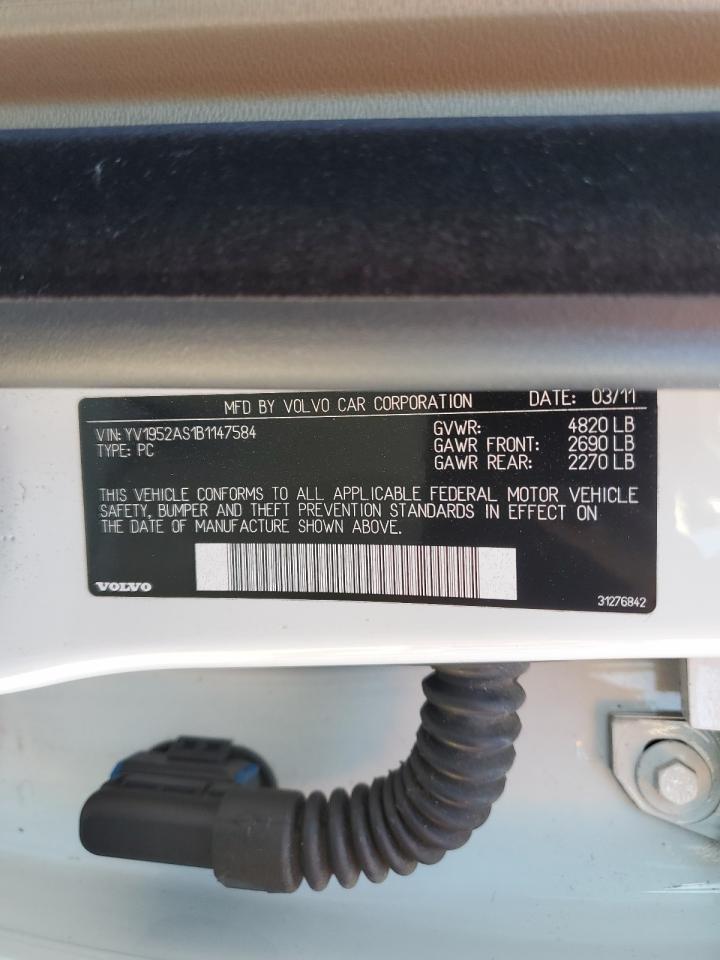 MFD BY VOLVO CAR CORPORATION DATE: 03/11
VIN: YV1952AS1B1147584
TYPE: PC
GVWR: 4820 LB
GAWR FRONT: 2690 LB
GAWR REAR: 2270 LB
THIS VEHICLE CONFORMS TO ALL APPLICABLE FEDERAL MOTOR VEHICLE
SAFETY, BUMPER AND THEFT PREVENTION STANDARDS IN EFFECT ON
THE DATE OF MANUFACTURE SHOWN ABOVE.
VOLVO
31276842